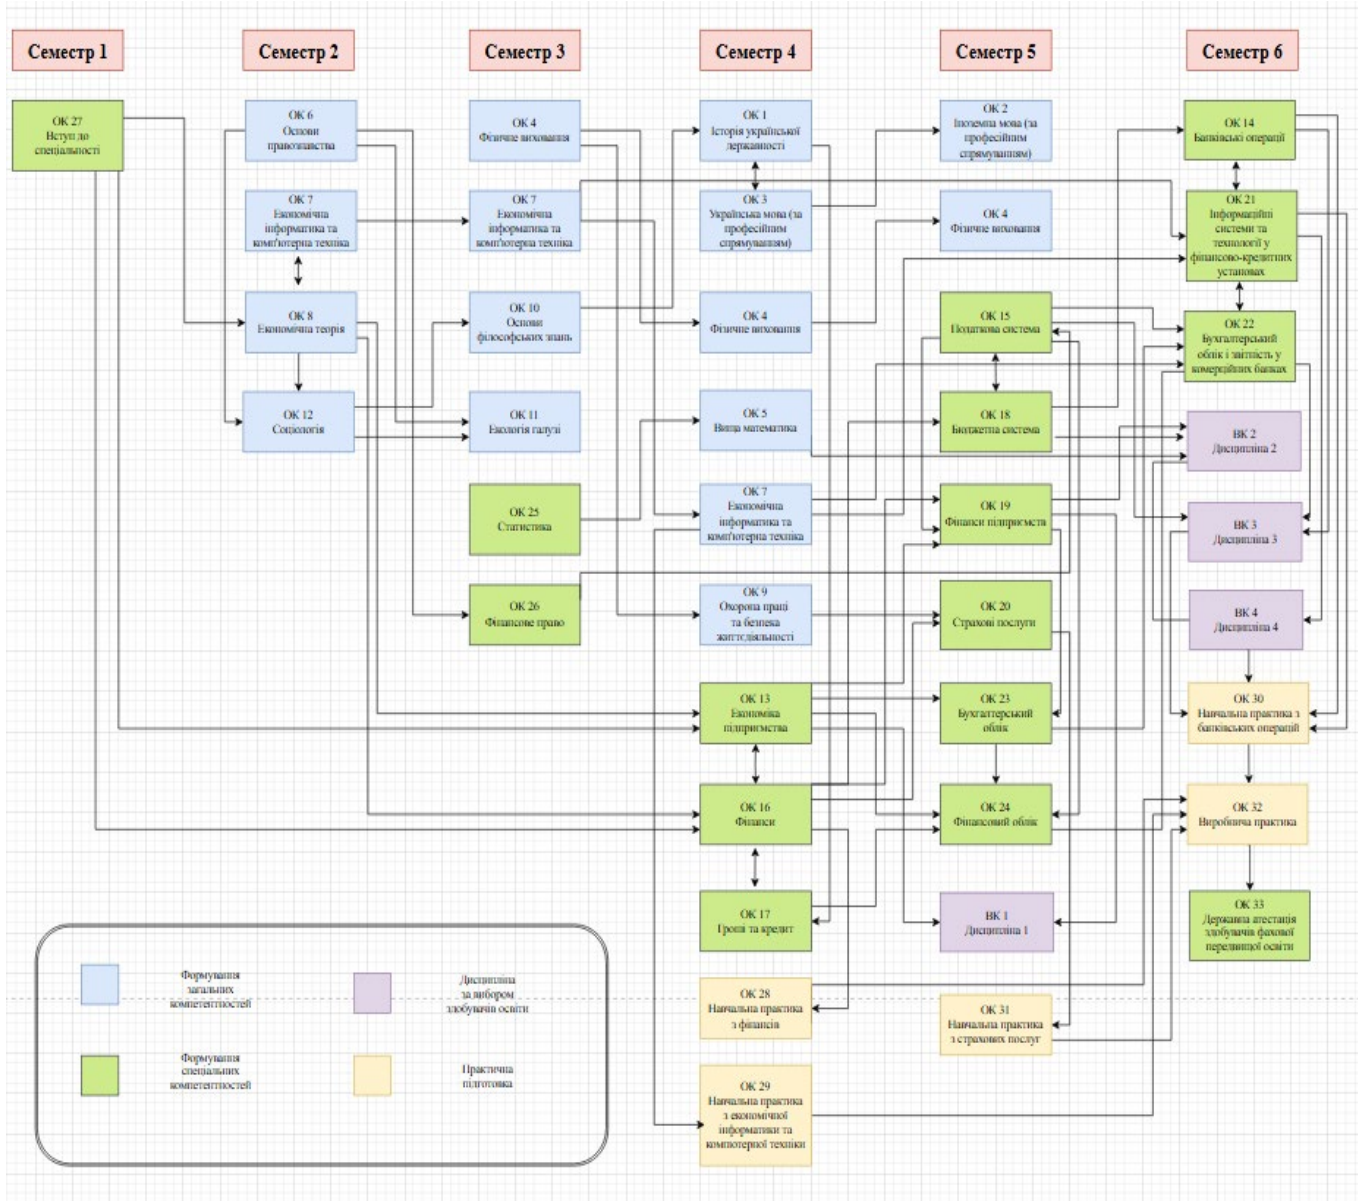 Семестр 1
Семестр 2
Семестр 3
Семестр 4
Семестр 5
Семестр 6
ОК 27
Вступ до
спеціальності
ОК 6
Основи
правознавства
ОК 7
Економічна
інформатика та
комп'ютерна техніка
ОК 8
Економічна теорія
ОК 12
Соціологія
ОК 4
Фізичне виховання
ОК 7
Економічна
інформатика та
комп'ютерна техніка
ОК 10
Основи
філософських знань
ОК 11
Екологія галузі
ОК 25
Статистика
ОК 26
Фінансове право
ОК 1
Історія української
державності
ОК 3
Українська мова (за
професійним
спрямуванням)
ОК 4
Фізичне виховання
ОК 5
Вища математика
ОК 7
Економічна
інформатика та
комп'ютерна техніка
ОК 9
Охорона праці
та безпека
життєдіяльності
ОК 13
Економіка
підприємства
ОК 16
Фінанси
ОК 17
Гроші та кредит
ОК 28
Навчальна практика
з фінансів
ОК 29
Навчальна практика
з економічної
інформатики та
компютерної техніки
ОК 2
Іноземна мова (за
професійним
спрямуванням)
ОК 4
Фізичне виховання
ОК 15
Податкова система
ОК 18
Бюджетна система
ОК 19
Фінанси підприємств
ОК 20
Страхові послуги
ОК 23
Бухгалтерський
облік
ОК 24
Фінансовий облік
ВК 1
Дисципліна 1
ОК 31
Навчальна практика
з страхових послуг
ОК 14
Банківські операції
ОК 21
Інформаційні
системи та
технології у
фінансово-кредитних
установах
ОК 22
Бухгалтерський
облік і звітність у
комерційних банках
ВК 2
Дисципліна 2
ВК 3
Дисципліна 3
ВК 4
Дисципліна 4
ОК 30
Навчальна практика з
банківських операцій
ОК 32
Виробнича практика
ОК 33
Державна атестація
здобувачів фахової
передвищої освіти
Формування
загальних
компетентностей
Дисципліна
за вибором
здобувачів освіти
Формування
спеціальних
компетентностей
Практична
підготовка